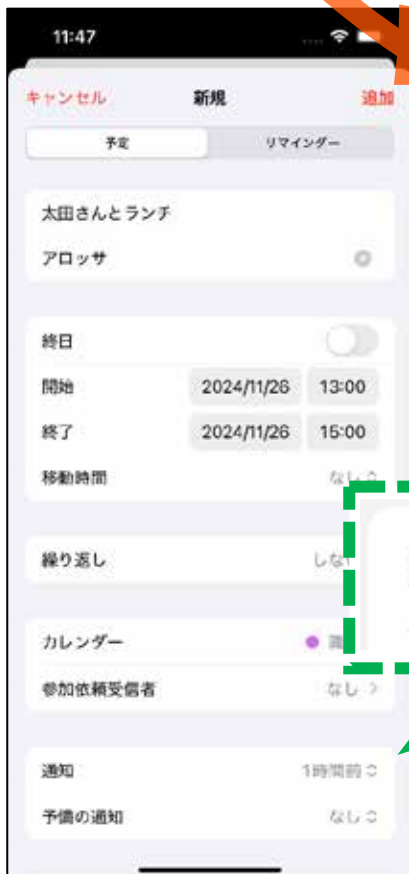 11:47
キャンセル 新規 追加
予定 リマインダー
太田さんとランチ
アロッサ
終日
開始 2024/11/26 13:00
終了 2024/11/26 15:00
移動時間 なし
繰り返し
カレンダー
参加依頼受信者 なし
通知 1時間前
予備の通知 なし